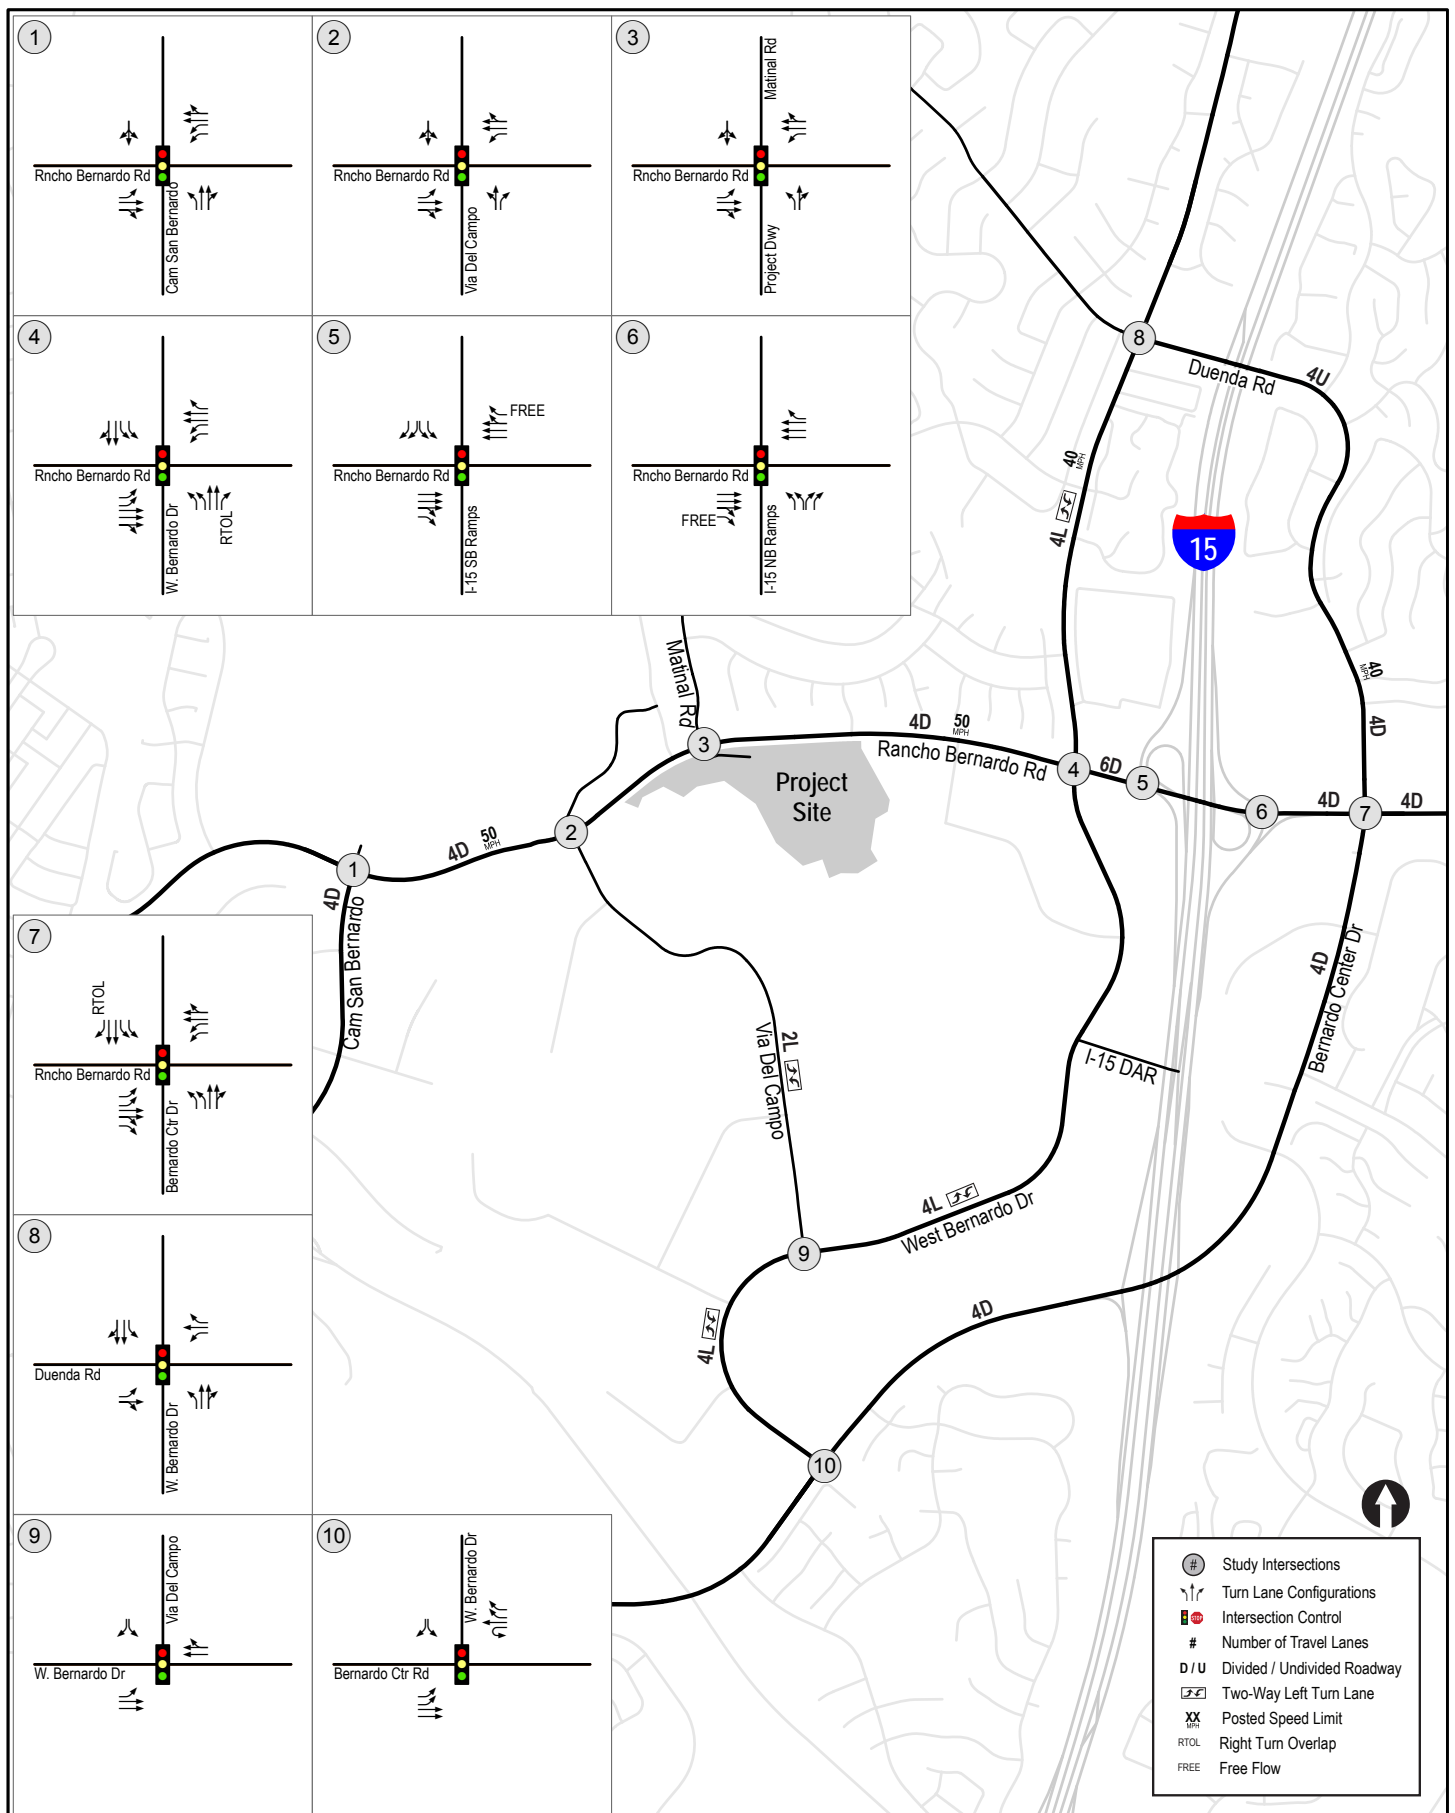 1
Rncho Bernardo Rd
Cam San Bernardo
2
Rncho Bernardo Rd
Via Del Campo
3
Matinal Rd
Rncho Bernardo Rd
Project Dwy
4
Rncho Bernardo Rd
W. Bernardo Dr
RTOL
5
FREE
Rncho Bernardo Rd
I-15 SB Ramps
6
Rncho Bernardo Rd
FREE
I-15 NB Ramps
8
Duenda Rd
4U
40
MPH
4L
15
40
MPH
4D
Matinal Rd
3
4D
50
MPH
Rancho Bernardo Rd
4
6D
5
6
4D
7
4D
Project
Site
2
50
MPH
4D
1
4D
Cam San Bernardo
4D
Bernardo Center Dr
2L
Via Del Campo
I-15 DAR
4L
West Bernardo Dr
9
4L
4D
10
7
RTOL
Rncho Bernardo Rd
Bernardo Ctr Dr
8
Duenda Rd
W. Bernardo Dr
9
Via Del Campo
W. Bernardo Dr
10
W. Bernardo Dr
Bernardo Ctr Rd
# Study Intersections
Turn Lane Configurations
STOP Intersection Control
# Number of Travel Lanes
D / U Divided / Undivided Roadway
Two-Way Left Turn Lane
XX
MPH Posted Speed Limit
RTOL Right Turn Overlap
FREE Free Flow